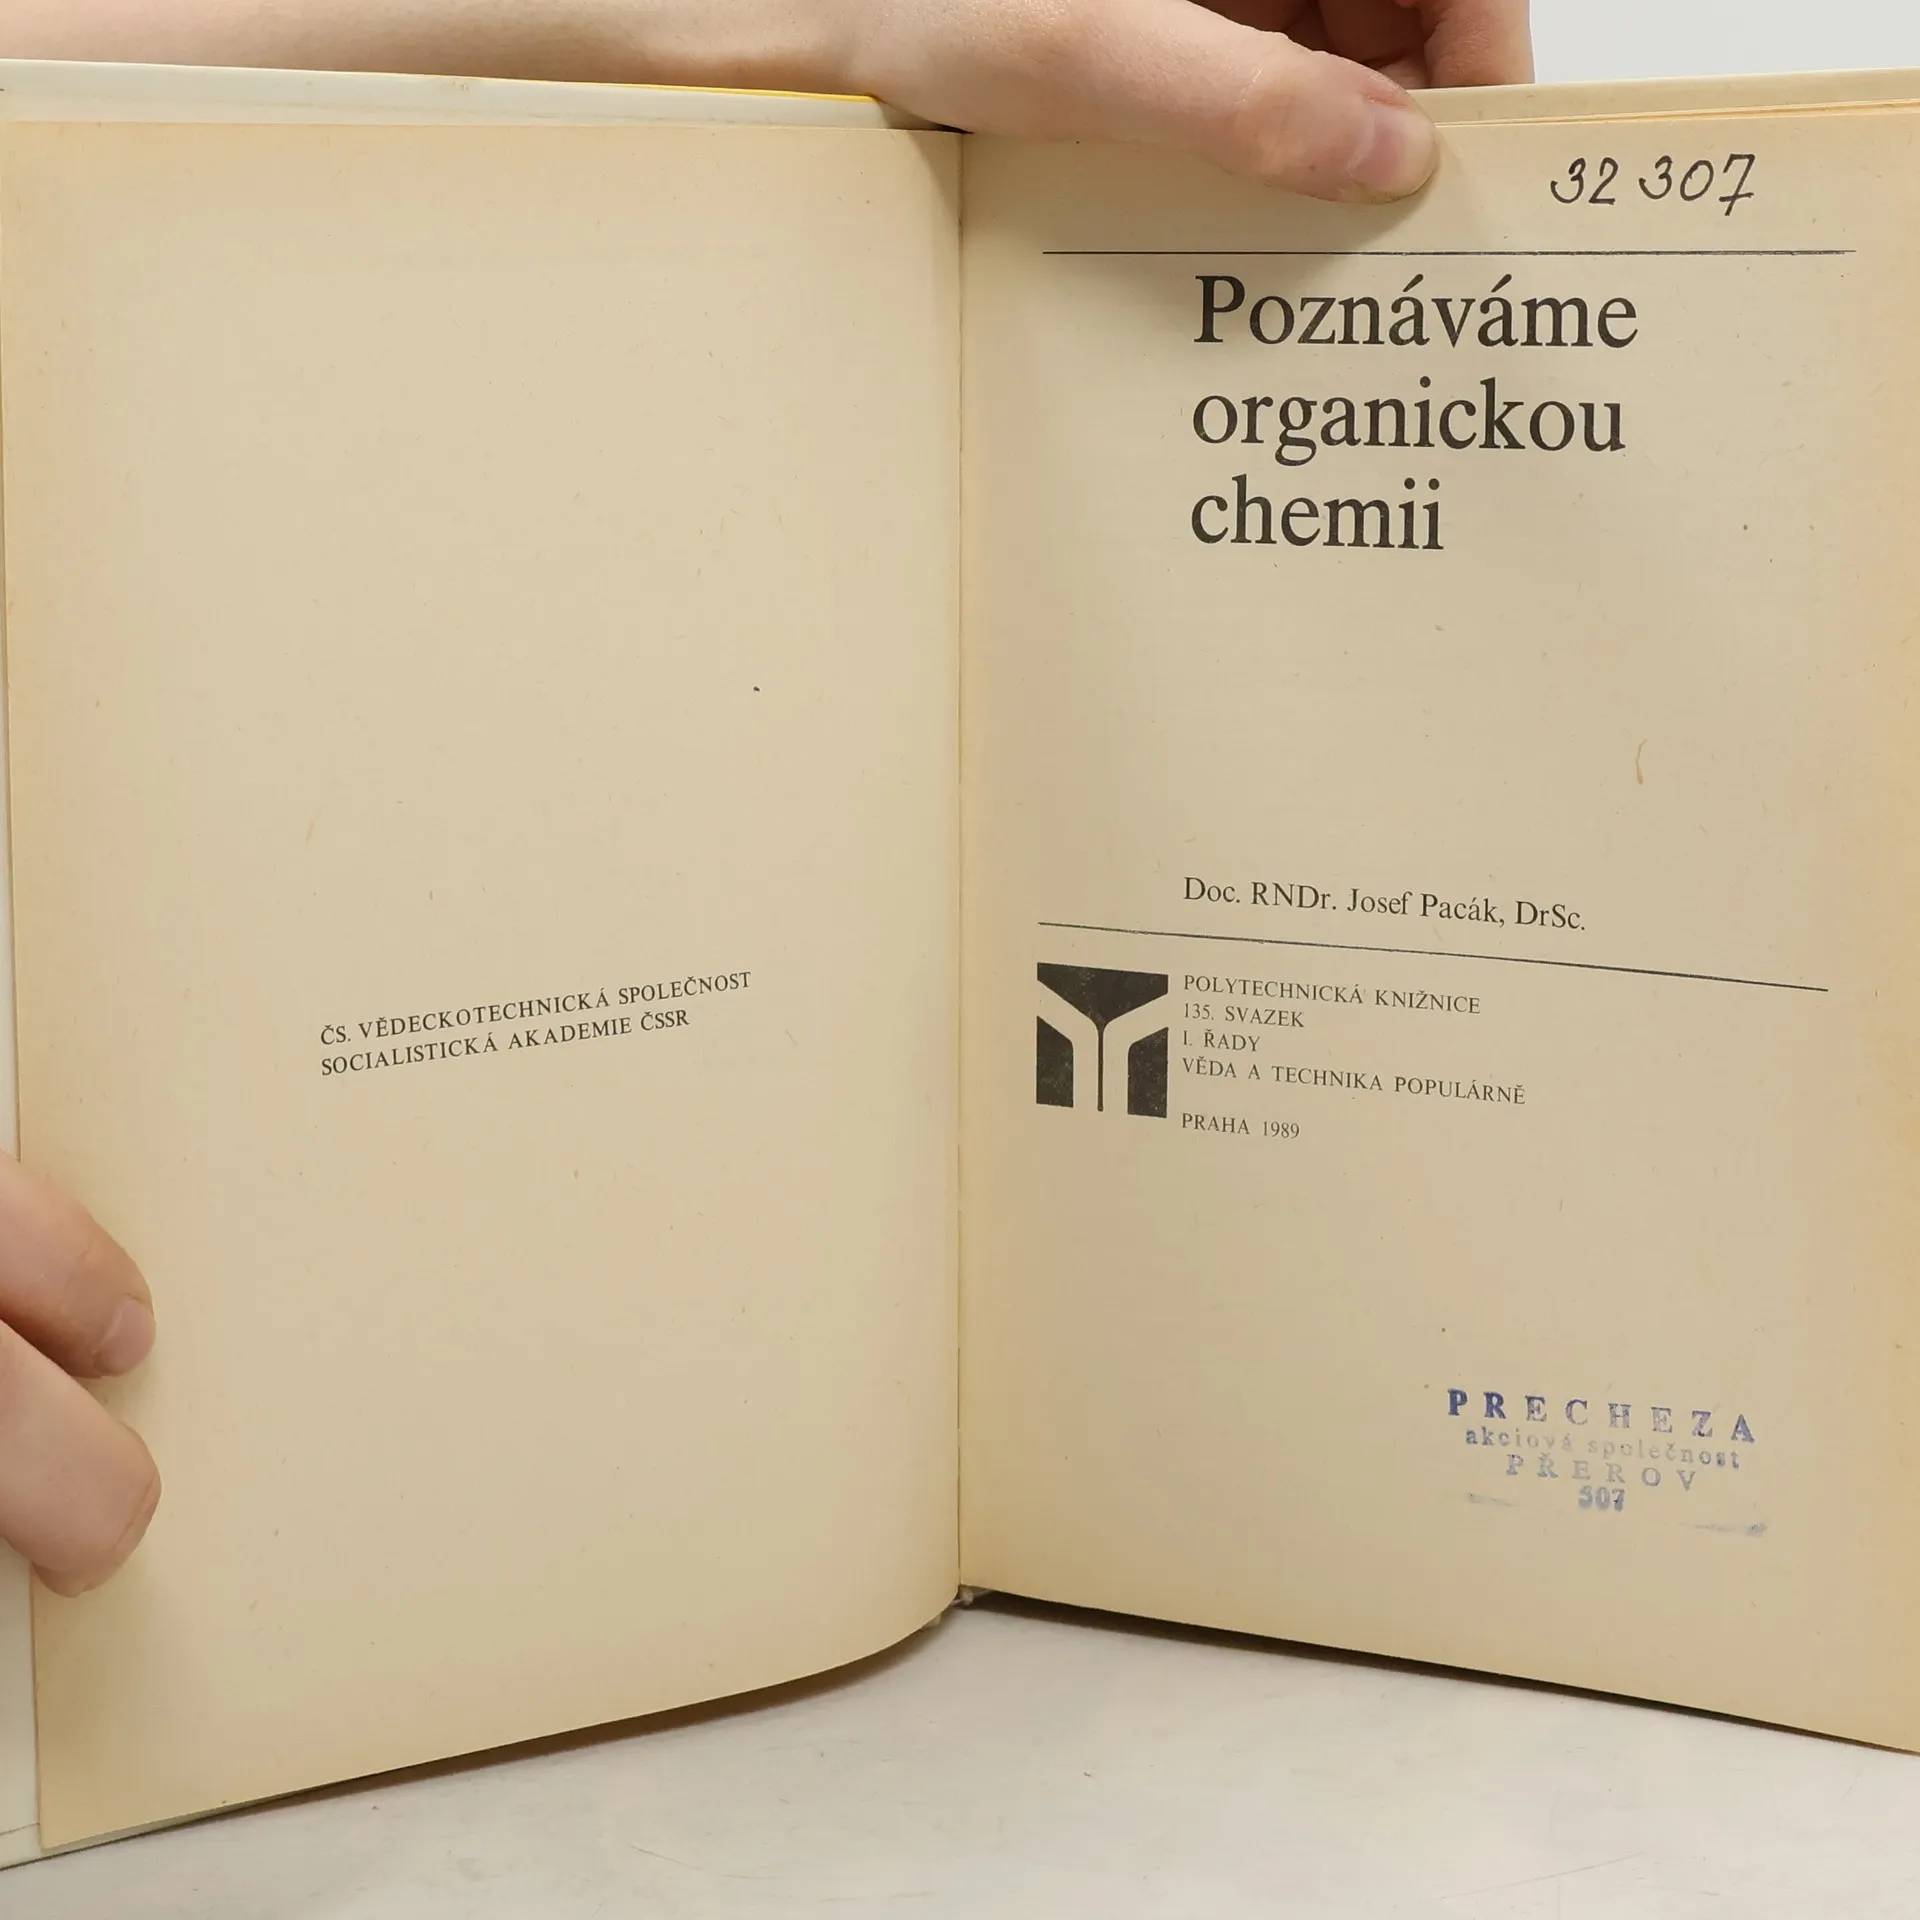 ČS. VĚDECKOTECHNICKÁ SPOLEČNOST
SOCIALISTICKÁ AKADEMIE ČSSR
32 307
Poznáváme
organickou
chemii
Doc. RNDr. Josef Pacák, DrSc.
POLYTECHNICKÁ KNIŽNICE
135. SVAZEK
I. ŘADY
VĚDA A TECHNIKA POPULÁRNĚ
PRAHA 1989
PRECHEZA
akciová společnost
PŘEROV
507